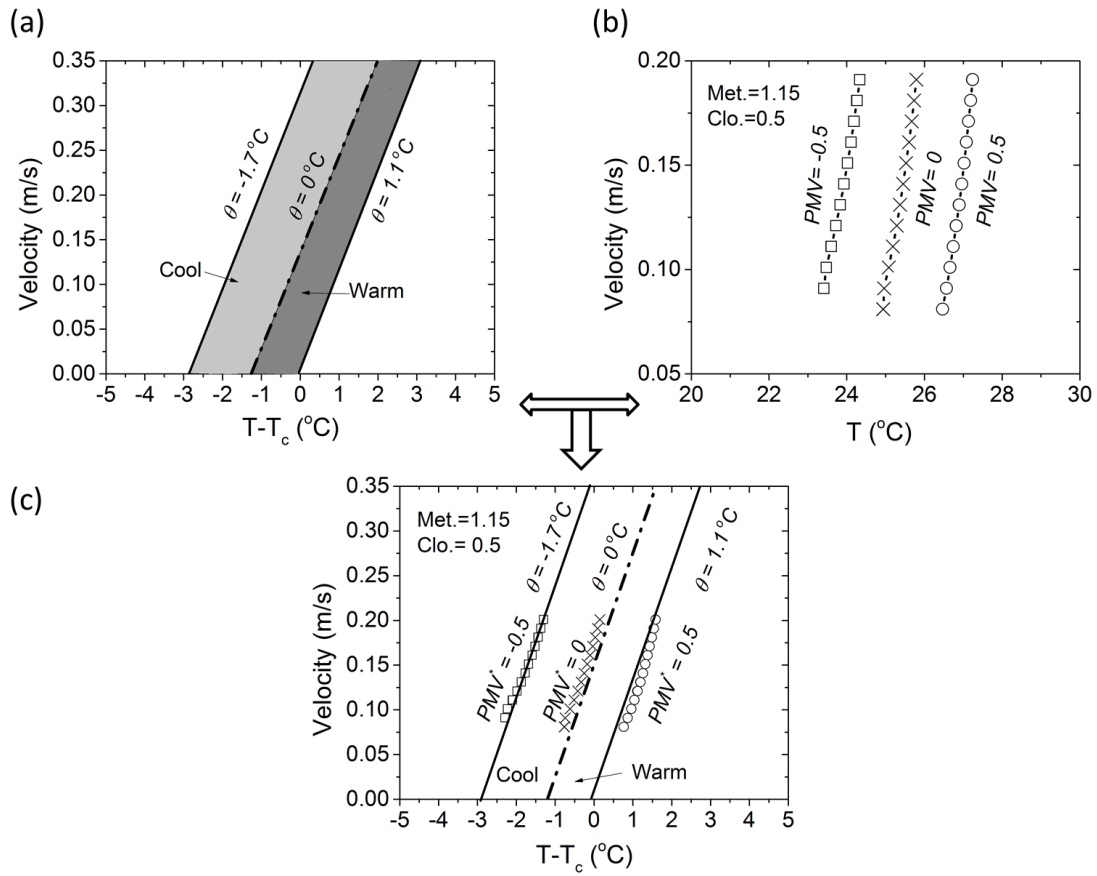 (a)
0.35
0.30
0.25
0.20
0.15
0.10
0.05
0.00
Velocity (m/s)
θ = -1.7°C
θ = 0°C
θ = 1.1°C
Cool
Warm
-5 -4 -3 -2 -1 0 1 2 3 4 5
T-Tc (°C)
(b)
0.20
0.15
0.10
0.05
Velocity (m/s)
Met.=1.15
Clo.=0.5
PMV= -0.5
PMV= 0
PMV= 0.5
20 22 24 26 28 30
T (°C)
(c)
0.35
0.30
0.25
0.20
0.15
0.10
0.05
0.00
Velocity (m/s)
Met.=1.15
Clo.= 0.5
θ = -1.7°C
θ = 0°C
θ = 1.1°C
PMV* = -0.5
PMV* = 0
PMV* = 0.5
Cool
Warm
-5 -4 -3 -2 -1 0 1 2 3 4 5
T-Tc (°C)